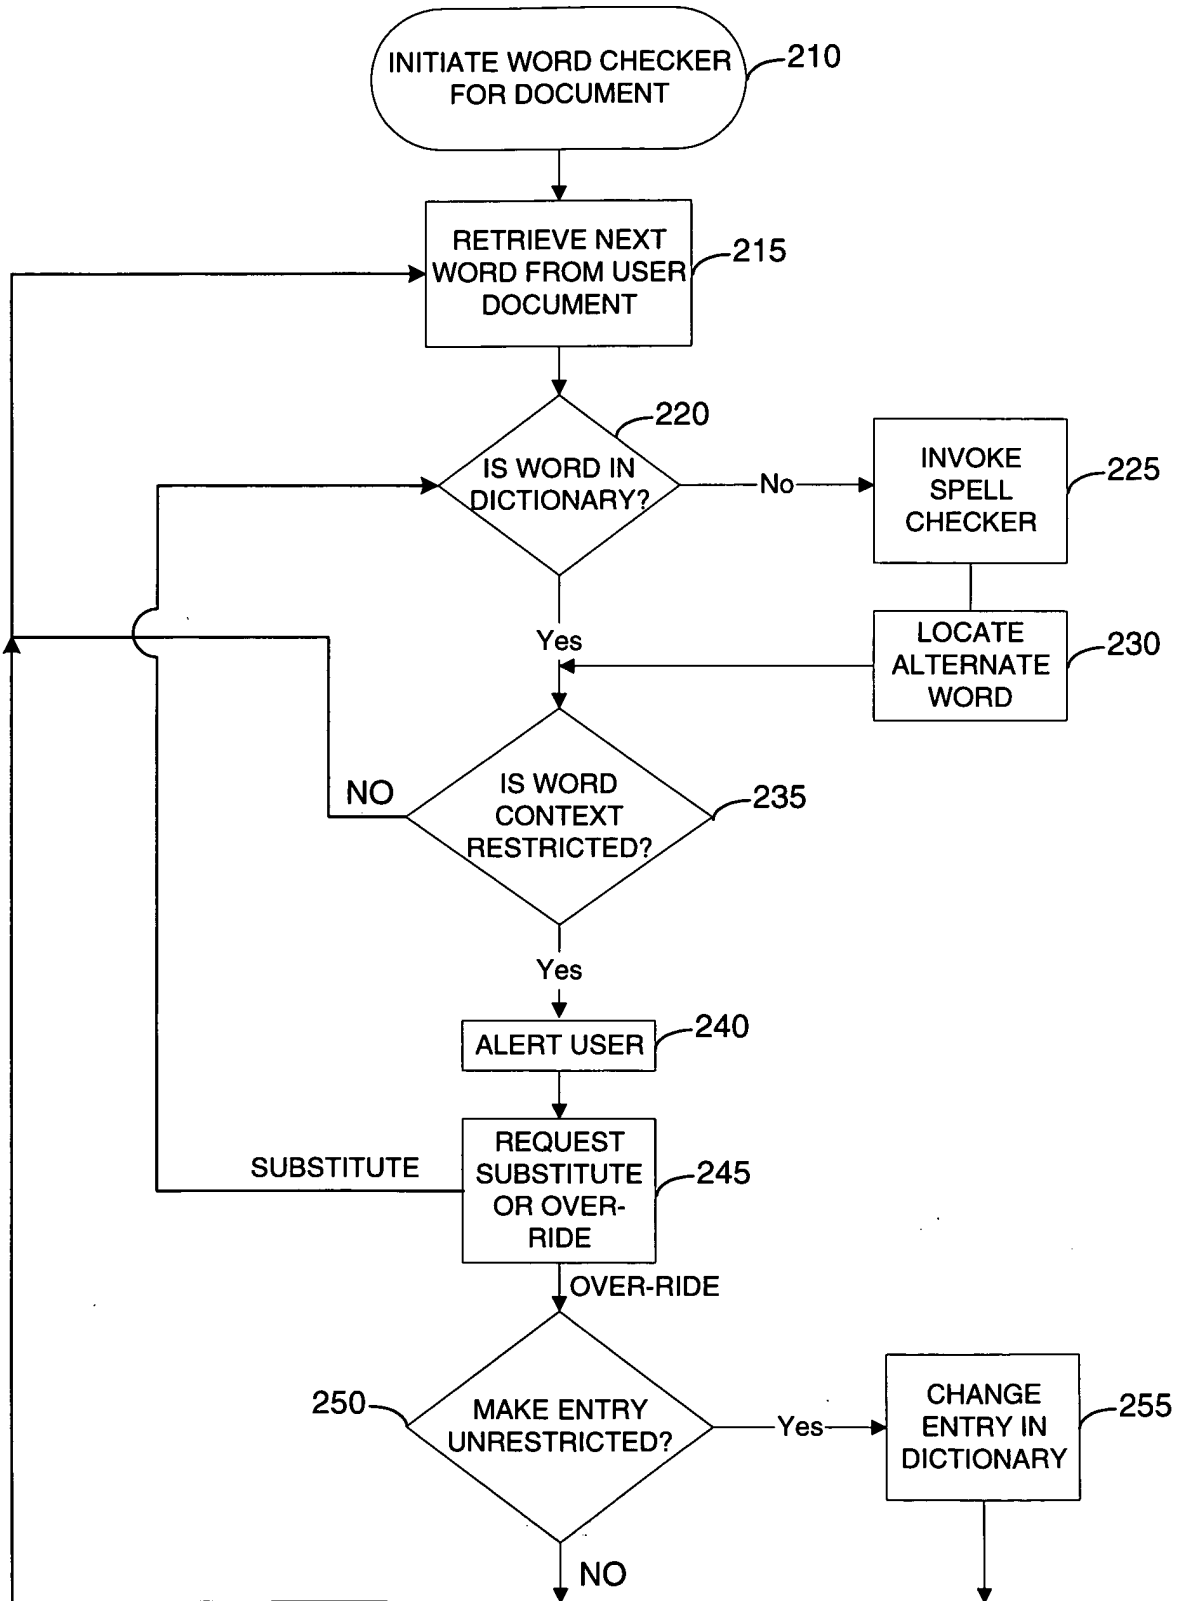 INITIATE WORD CHECKER
FOR DOCUMENT
210
RETRIEVE NEXT
WORD FROM USER
DOCUMENT
215
220
IS WORD IN
DICTIONARY?
No
INVOKE
SPELL
CHECKER
225
Yes
LOCATE
ALTERNATE
WORD
230
IS WORD
CONTEXT
RESTRICTED?
NO
235
Yes
ALERT USER
240
REQUEST
SUBSTITUTE
OR OVER-
RIDE
SUBSTITUTE
245
OVER-RIDE
250
MAKE ENTRY
UNRESTRICTED?
Yes
CHANGE
ENTRY IN
DICTIONARY
255
NO